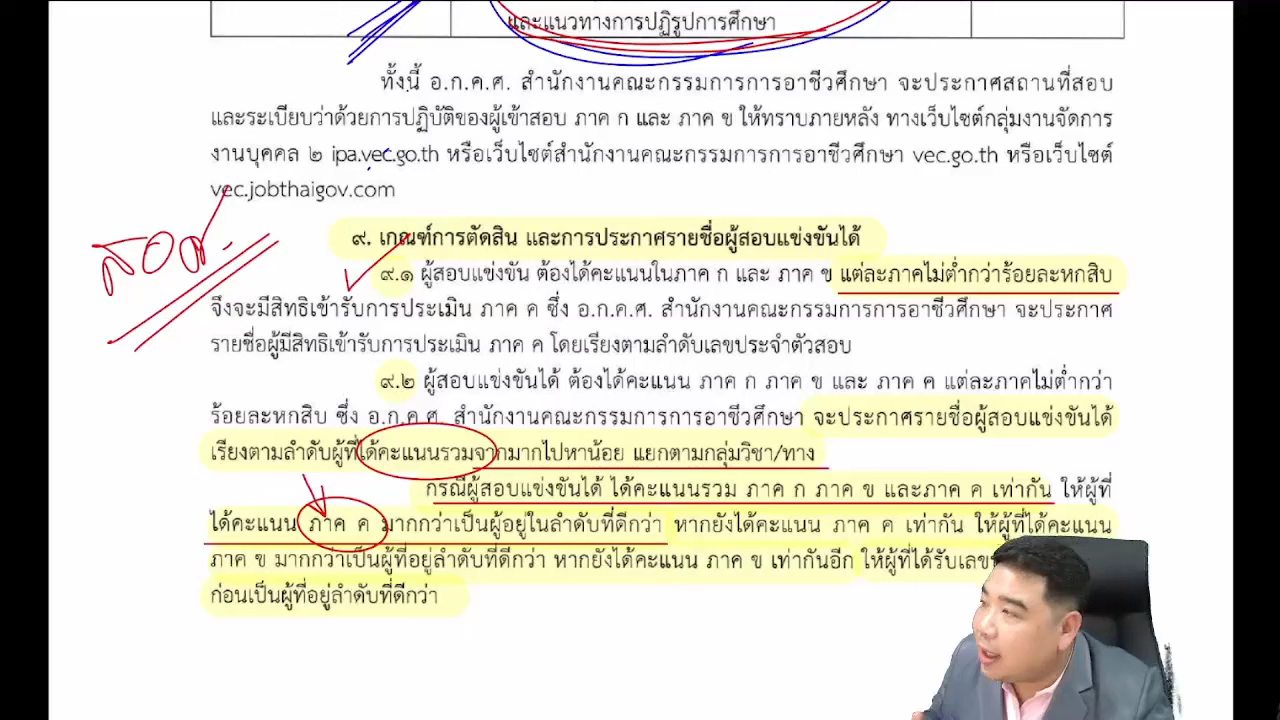 และแนวทางการปฏิรูปการศึกษา
ทั้งนี้ อ.ก.ค.ศ. สำนักงานคณะกรรมการการอาชีวศึกษา จะประกาศสถานที่สอบ
และระเบียบว่าด้วยการปฏิบัติของผู้เข้าสอบ ภาค ก และ ภาค ข ให้ทราบภายหลัง ทางเว็บไซต์กลุ่มงานจัดการ
งานบุคคล ๒ ipa.vec.go.th หรือเว็บไซต์สำนักงานคณะกรรมการการอาชีวศึกษา vec.go.th หรือเว็บไซต์
vec.jobthaigov.com
๙. เกณฑ์การตัดสิน และการประกาศรายชื่อผู้สอบแข่งขันได้
๙.๑ ผู้สอบแข่งขัน ต้องได้คะแนนในภาค ก และ ภาค ข แต่ละภาคไม่ต่ำกว่าร้อยละหกสิบ
จึงจะมีสิทธิเข้ารับการประเมิน ภาค ค ซึ่ง อ.ก.ค.ศ. สำนักงานคณะกรรมการการอาชีวศึกษา จะประกาศ
รายชื่อผู้มีสิทธิเข้ารับการประเมิน ภาค ค โดยเรียงตามลำดับเลขประจำตัวสอบ
๙.๒ ผู้สอบแข่งขันได้ ต้องได้คะแนน ภาค ก ภาค ข และ ภาค ค แต่ละภาคไม่ต่ำกว่า
ร้อยละหกสิบ ซึ่ง อ.ก.ค.ศ. สำนักงานคณะกรรมการการอาชีวศึกษา จะประกาศรายชื่อผู้สอบแข่งขันได้
เรียงตามลำดับผู้ที่ได้คะแนนรวมจากมากไปหาน้อย แยกตามกลุ่มวิชา/ทาง
กรณีผู้สอบแข่งขันได้ ได้คะแนนรวม ภาค ก ภาค ข และภาค ค เท่ากัน ให้ผู้ที่
ได้คะแนน ภาค ค มากกว่าเป็นผู้อยู่ในลำดับที่ดีกว่า หากยังได้คะแนน ภาค ค เท่ากัน ให้ผู้ที่ได้คะแนน
ภาค ข มากกว่าเป็นผู้ที่อยู่ลำดับที่ดีกว่า หากยังได้คะแนน ภาค ข เท่ากันอีก ให้ผู้ที่ได้รับเลข
ก่อนเป็นผู้ที่อยู่ลำดับที่ดีกว่า